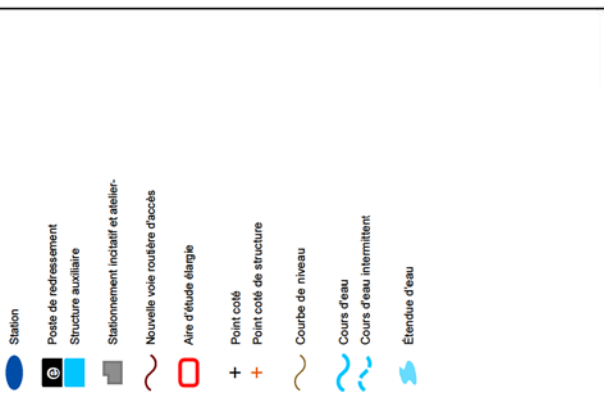 Station
e
Poste de redressement
Structure auxiliaire
Stationnement incitatif et atelier-
Nouvelle voie routière d'accès
Aire d'étude élargie
Point coté
Point coté de structure
Courbe de niveau
Cours d'eau
Cours d'eau intermittent
Étendue d'eau